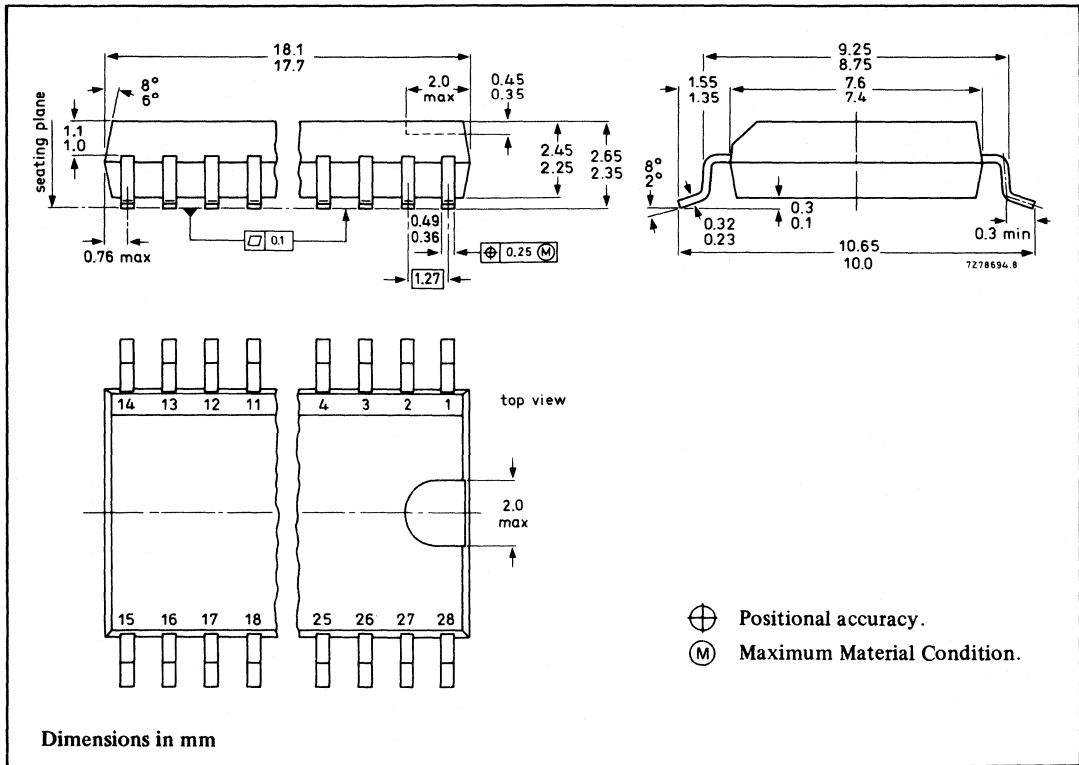 18.1
17.7
8°
6°
2.0
max
0.45
0.35
seating plane
1.1
1.0
2.45
2.25
2.65
2.35
0.76 max
0.1
0.49
0.36
0.25 M
1.27
9.25
8.75
1.55
1.35
7.6
7.4
8°
2°
0.32
0.23
0.3
0.1
0.3 min
10.65
10.0
7Z78694.8
14 13 12 11 4 3 2 1
top view
2.0
max
15 16 17 18 25 26 27 28
Positional accuracy.
M Maximum Material Condition.
Dimensions in mm